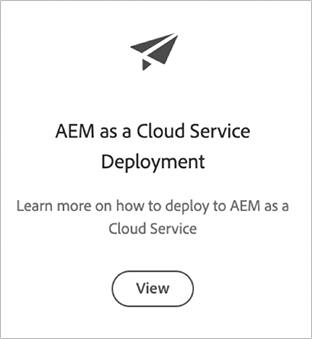 AEM as a Cloud Service
Deployment
Learn more on how to deploy to AEM as a
Cloud Service
View